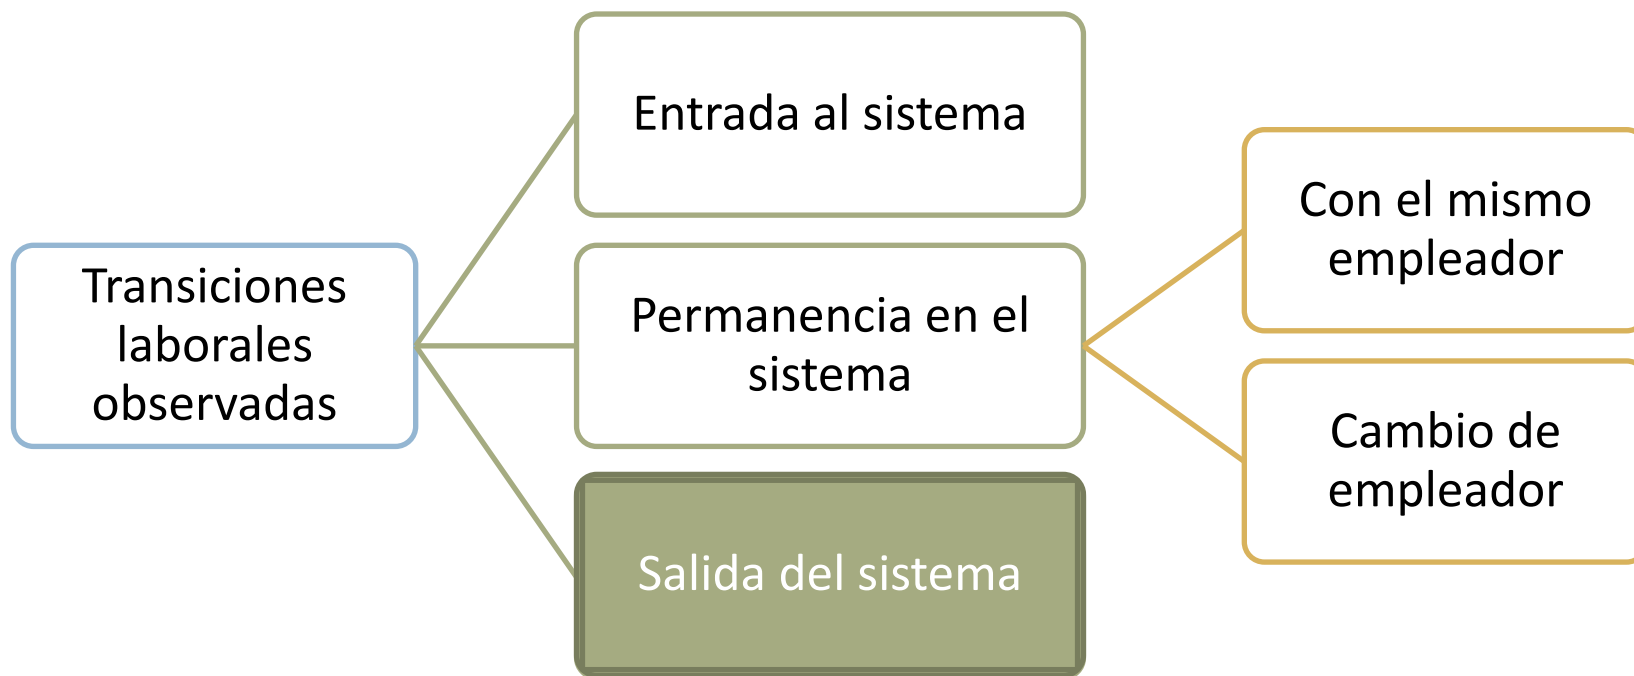 Transiciones
laborales
observadas
Entrada al sistema
Permanencia en el
sistema
Salida del sistema
Con el mismo
empleador
Cambio de
empleador